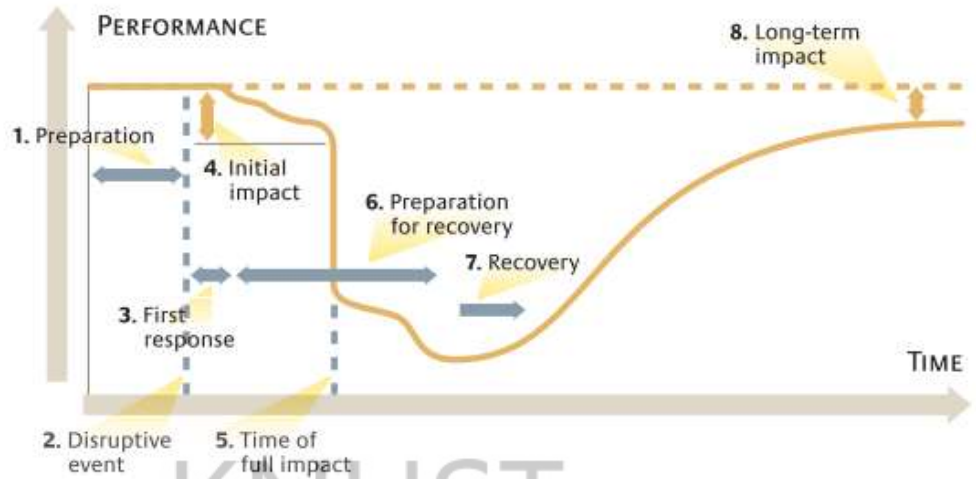 PERFORMANCE
8. Long-term
impact
1. Preparation
4. Initial
impact
6. Preparation
for recovery
7. Recovery
3. First
response
TIME
2. Disruptive
event
5. Time of
full impact